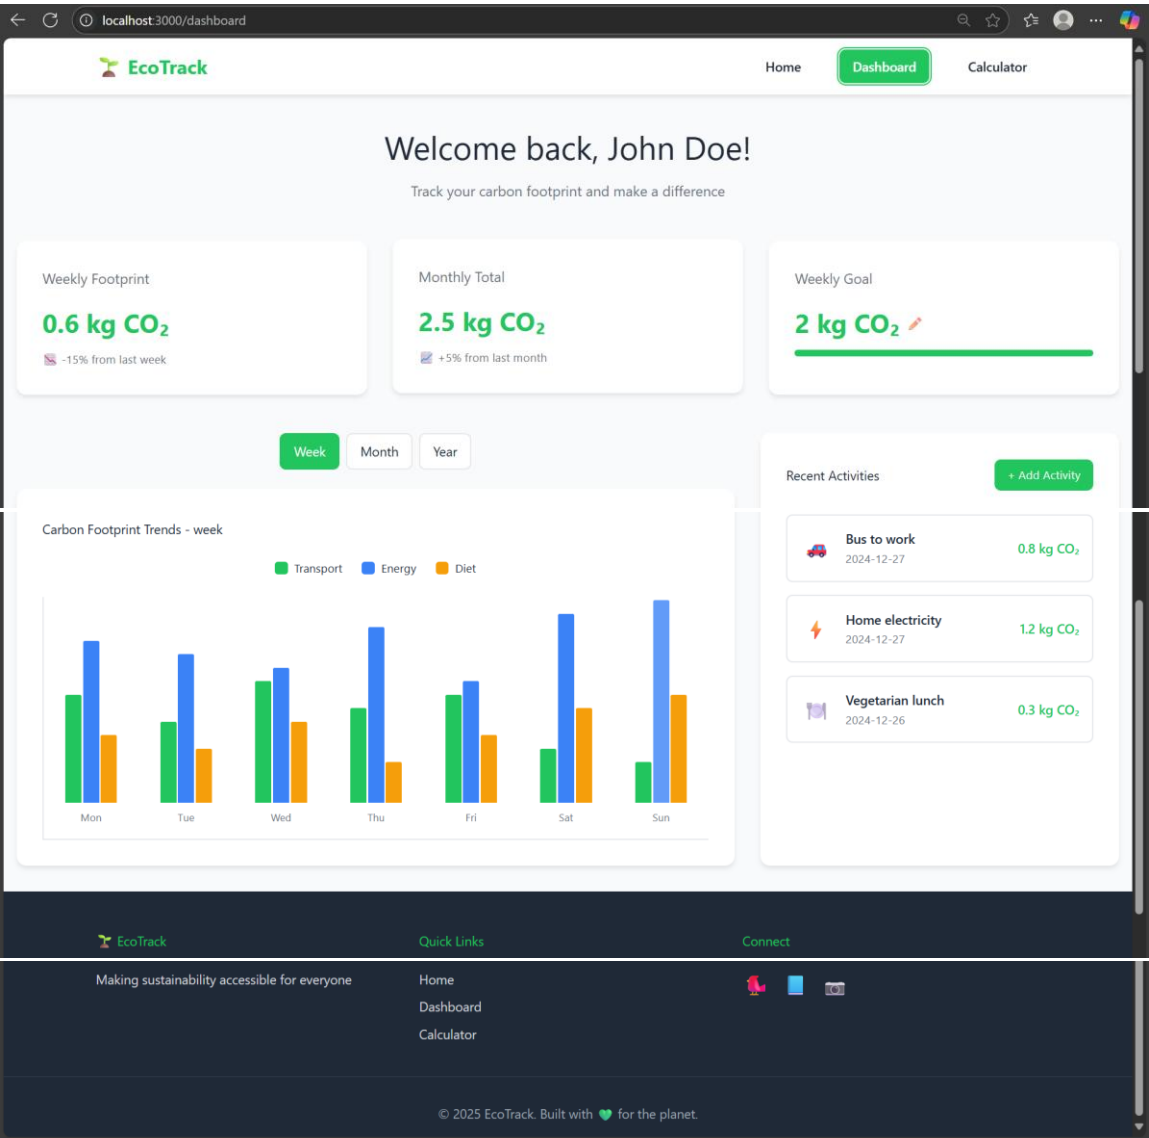 localhost:3000/dashboard
EcoTrack
Home
Dashboard
Calculator
Welcome back, John Doe!
Track your carbon footprint and make a difference
Weekly Footprint
0.6 kg CO₂
-15% from last week
Monthly Total
2.5 kg CO₂
+5% from last month
Weekly Goal
2 kg CO₂
Week
Month
Year
Carbon Footprint Trends - week
Transport
Energy
Diet
Mon
Tue
Wed
Thu
Fri
Sat
Sun
Recent Activities
+ Add Activity
Bus to work
2024-12-27
0.8 kg CO₂
Home electricity
2024-12-27
1.2 kg CO₂
Vegetarian lunch
2024-12-26
0.3 kg CO₂
EcoTrack
Making sustainability accessible for everyone
Quick Links
Home
Dashboard
Calculator
Connect
© 2025 EcoTrack. Built with 💚 for the planet.